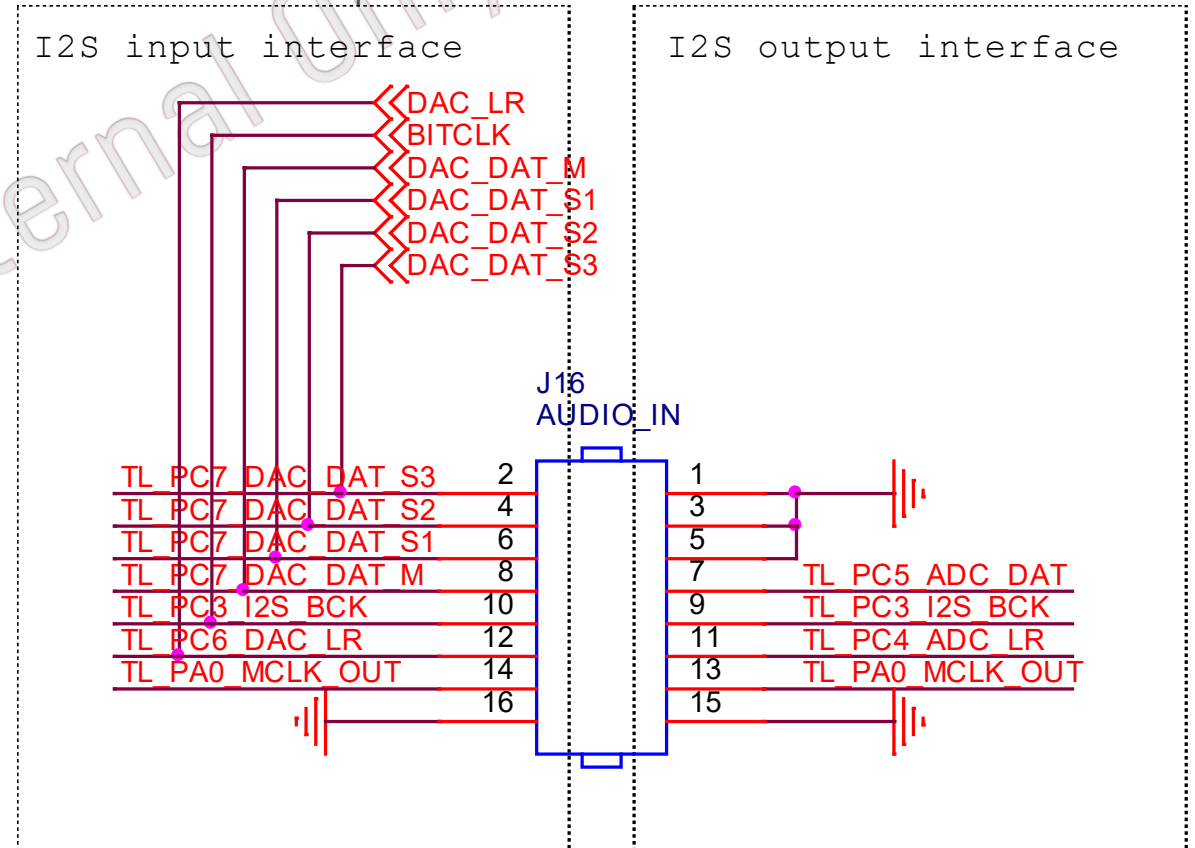 I2S input interface
I2S output interface
DAC_LR
BITCLK
DAC_DAT_M
DAC_DAT_S1
DAC_DAT_S2
DAC_DAT_S3
J16
AUDIO_IN
TL_PC7_DAC_DAT_S3 2 1
TL_PC7_DAC_DAT_S2 4 3
TL_PC7_DAC_DAT_S1 6 5
TL_PC7_DAC_DAT_M 8 7 TL_PC5_ADC_DAT
TL_PC3_I2S_BCK 10 9 TL_PC3_I2S_BCK
TL_PC6_DAC_LR 12 11 TL_PC4_ADC_LR
TL_PA0_MCLK_OUT 14 13 TL_PA0_MCLK_OUT
16 15